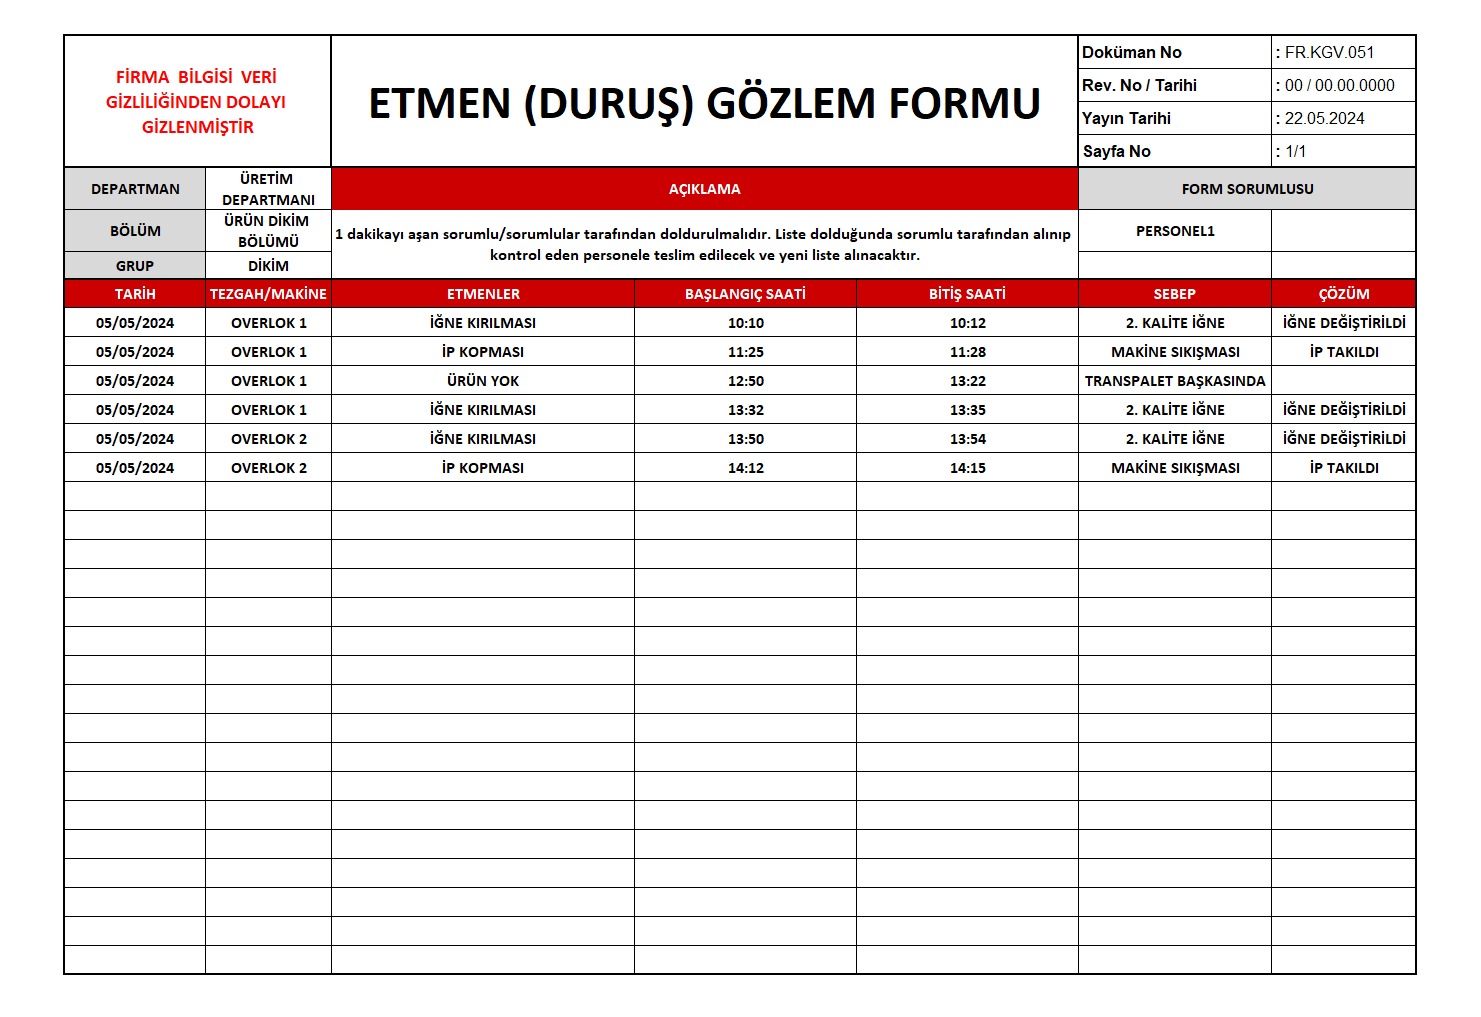 FİRMA BİLGİSİ VERİ
GİZLİLİĞİNDEN DOLAYI
GİZLENMİŞTİR
ETMEN (DURUŞ) GÖZLEM FORMU
Doküman No : FR.KGV.051
Rev. No / Tarihi : 00 / 00.00.0000
Yayın Tarihi : 22.05.2024
Sayfa No : 1/1
DEPARTMAN
ÜRETİM
DEPARTMANI
AÇIKLAMA
FORM SORUMLUSU
BÖLÜM
ÜRÜN DİKİM
BÖLÜMÜ
1 dakikayı aşan sorumlu/sorumlular tarafından doldurulmalıdır. Liste dolduğunda sorumlu tarafından alınıp
kontrol eden personele teslim edilecek ve yeni liste alınacaktır.
PERSONEL1
GRUP DİKİM
TARİH TEZGAH/MAKİNE ETMENLER BAŞLANGIÇ SAATİ BİTİŞ SAATİ SEBEP ÇÖZÜM
05/05/2024 OVERLOK 1 İĞNE KIRILMASI 10:10 10:12 2. KALİTE İĞNE İĞNE DEĞİŞTİRİLDİ
05/05/2024 OVERLOK 1 İP KOPMASI 11:25 11:28 MAKİNE SIKIŞMASI İP TAKILDI
05/05/2024 OVERLOK 1 ÜRÜN YOK 12:50 13:22 TRANSPALET BAŞKASINDA
05/05/2024 OVERLOK 1 İĞNE KIRILMASI 13:32 13:35 2. KALİTE İĞNE İĞNE DEĞİŞTİRİLDİ
05/05/2024 OVERLOK 2 İĞNE KIRILMASI 13:50 13:54 2. KALİTE İĞNE İĞNE DEĞİŞTİRİLDİ
05/05/2024 OVERLOK 2 İP KOPMASI 14:12 14:15 MAKİNE SIKIŞMASI İP TAKILDI